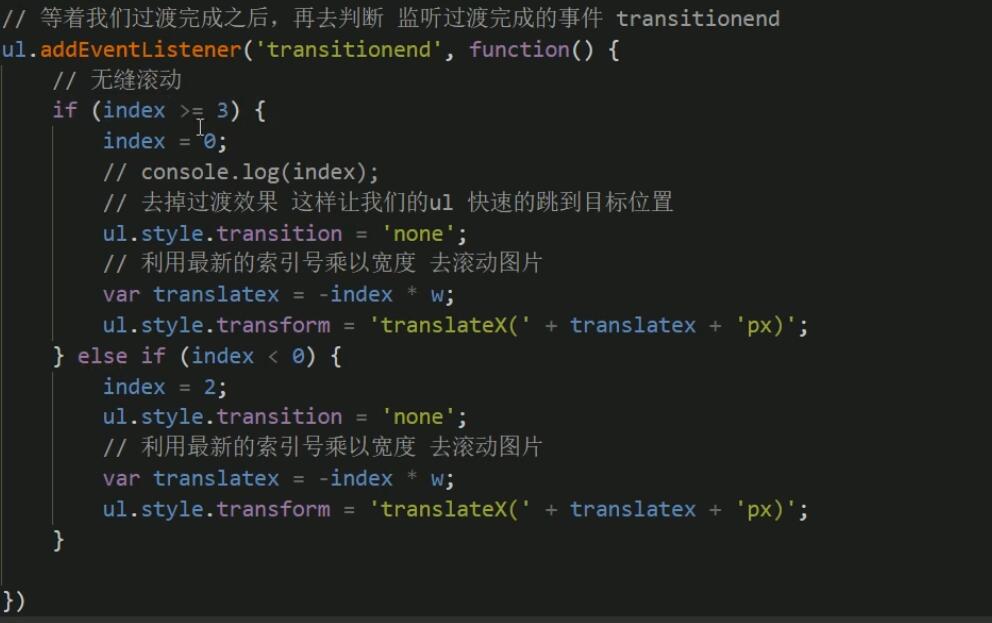 // 等着我们过渡完成之后，再去判断 监听过渡完成的事件 transitionend
ul.addEventListener('transitionend', function() {
    // 无缝滚动
    if (index >= 3) {
        index = 0;
        // console.log(index);
        // 去掉过渡效果 这样让我们的ul 快速的跳到目标位置
        ul.style.transition = 'none';
        // 利用最新的索引号乘以宽度 去滚动图片
        var translatex = -index * w;
        ul.style.transform = 'translateX(' + translatex + 'px)';
    } else if (index < 0) {
        index = 2;
        ul.style.transition = 'none';
        // 利用最新的索引号乘以宽度 去滚动图片
        var translatex = -index * w;
        ul.style.transform = 'translateX(' + translatex + 'px)';
    }
})